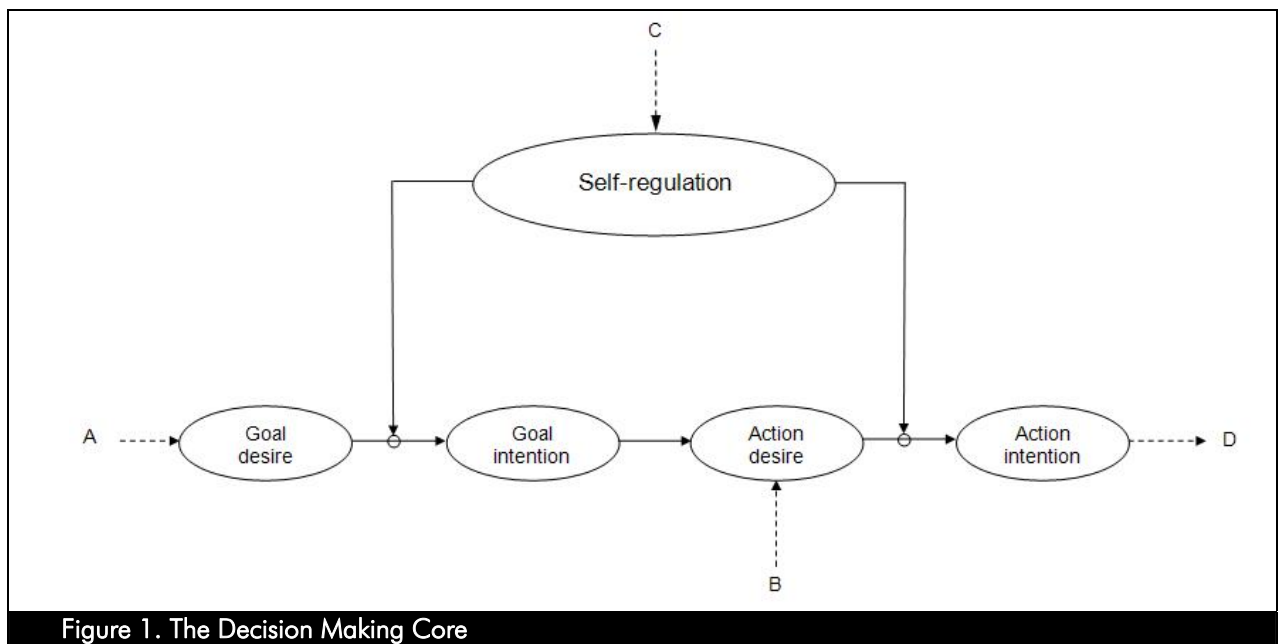 C
Self-regulation
A
Goal
desire
Goal
intention
Action
desire
Action
intention
D
B
Figure 1. The Decision Making Core